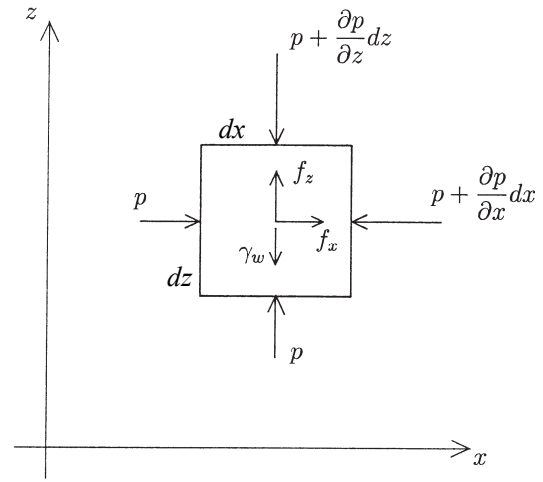 z
p + ∂p/∂z dz
dx
f_z
p
p + ∂p/∂x dx
f_x
γ_w
dz
p
x